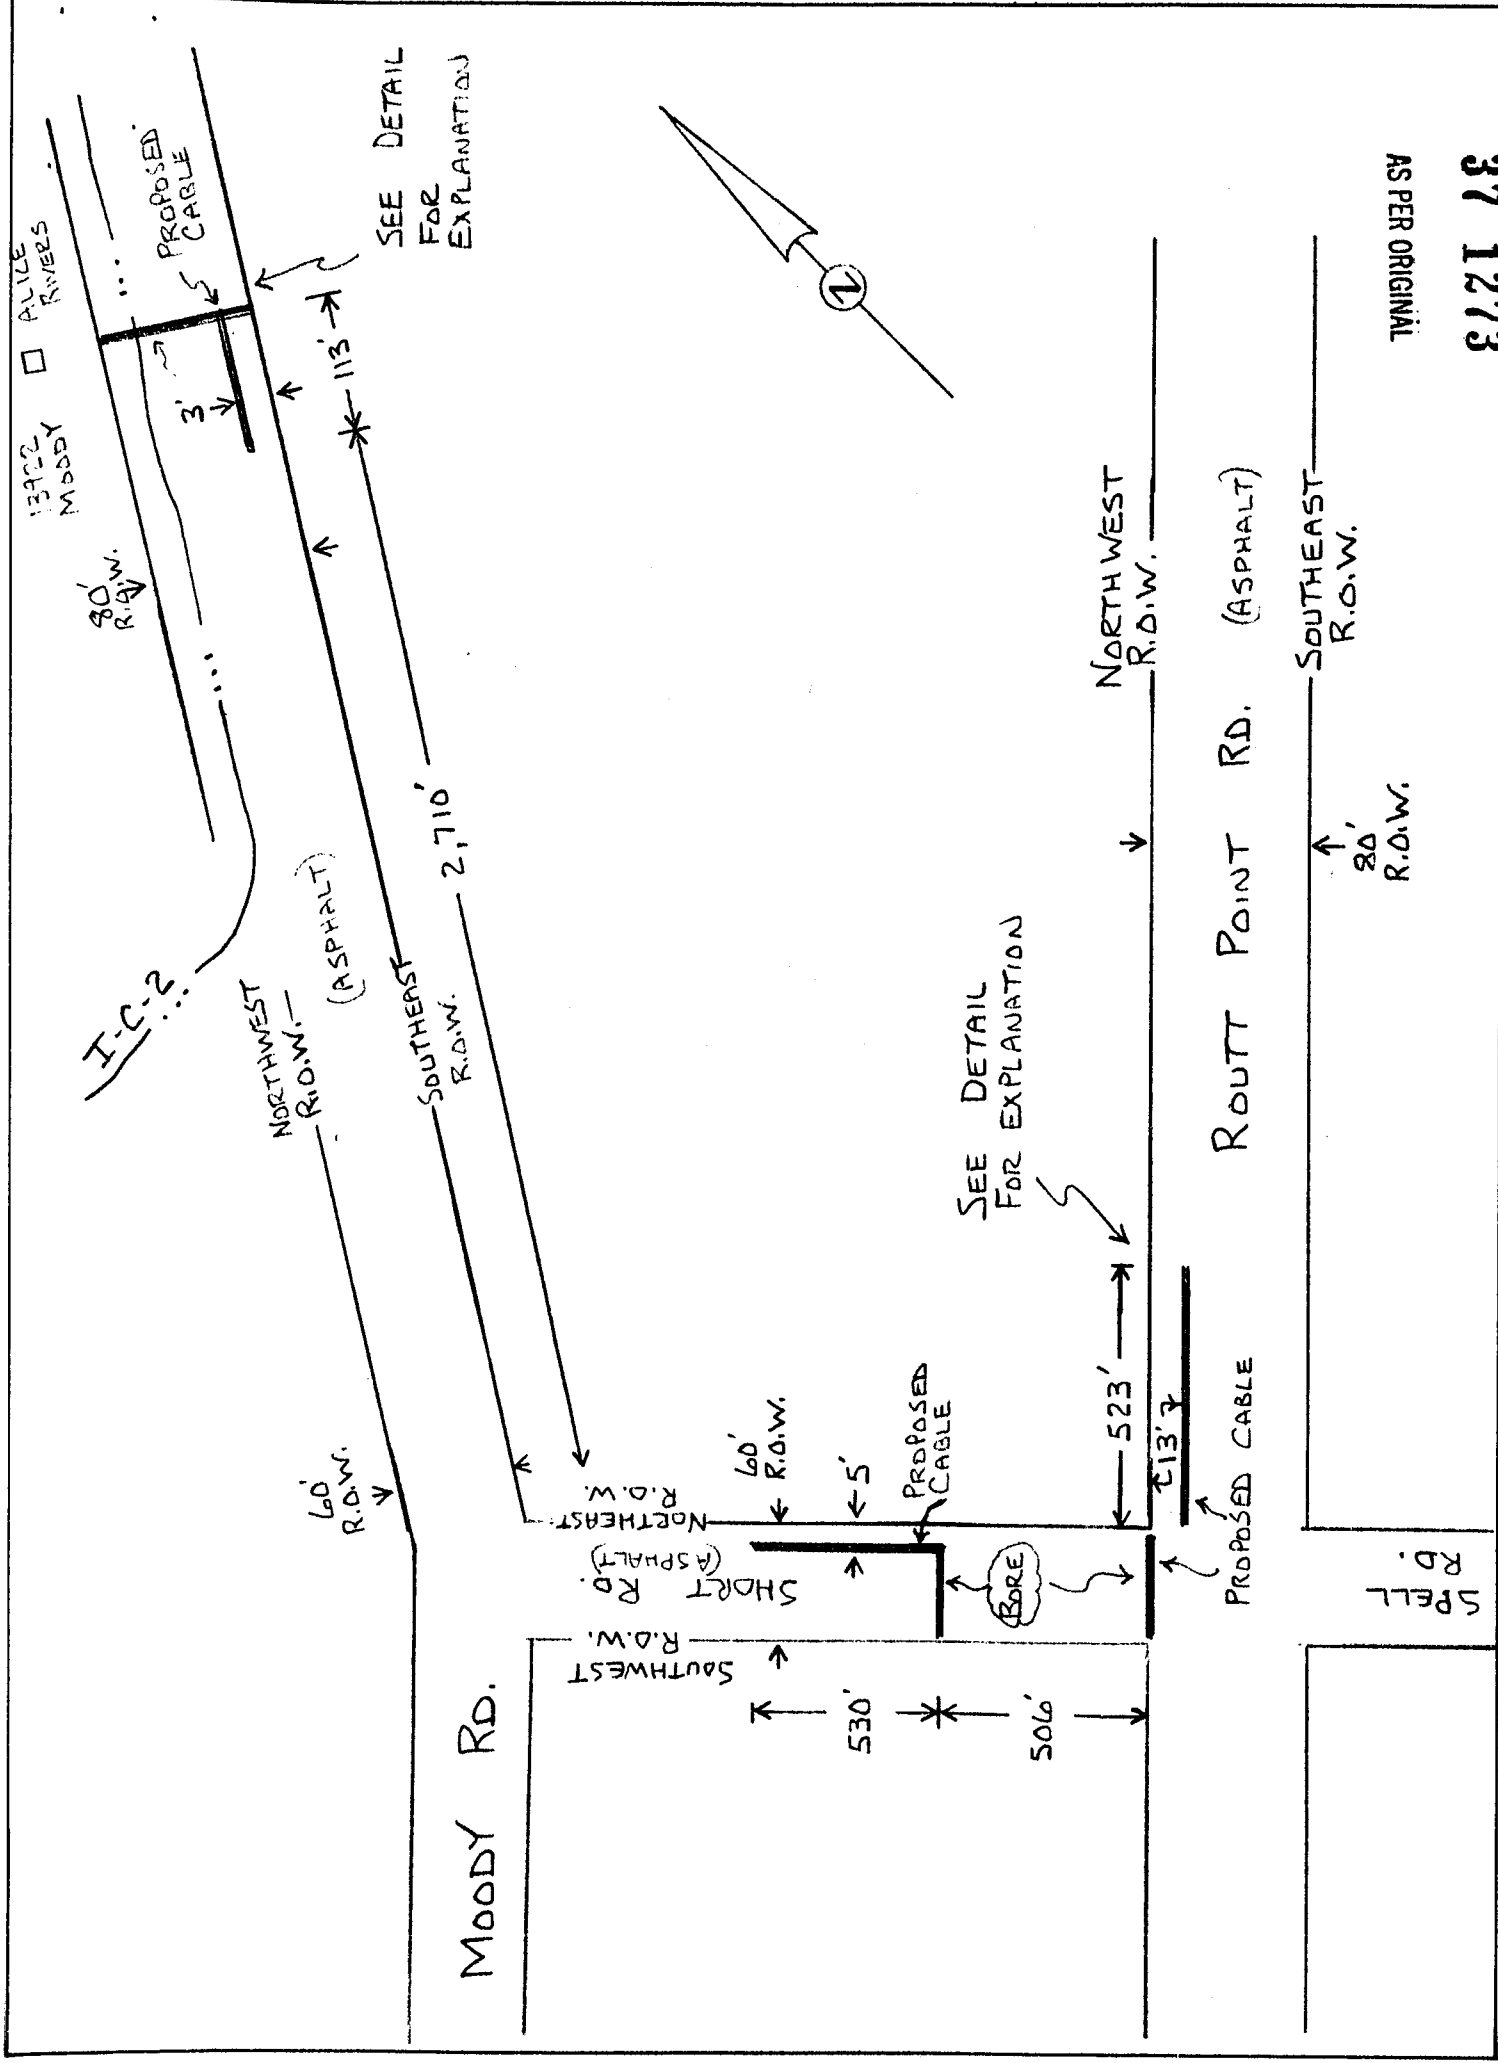 I-C-2
13922
MOODY
ALICE
RIVERS
80'
R.O.W.
3'
PROPOSED
CABLE
113'
SEE DETAIL
FOR
EXPLANATION
NORTHWEST
R.O.W.
(ASPHALT)
SOUTHEAST
R.O.W.
2,710'
60'
R.O.W.
MOODY RD.
SOUTHWEST
R.O.W.
SHORT
RD.
(ASPHALT)
NORTHEAST
R.O.W.
60'
R.O.W.
5'
PROPOSED
CABLE
530'
506'
BORE
SEE DETAIL
FOR EXPLANATION
523'
13'
PROPOSED CABLE
N
NORTHWEST
R.O.W.
ROUTT POINT RD. (ASPHALT)
SOUTHEAST
R.O.W.
80'
R.O.W.
SPELL
RD.
37 1273
AS PER ORIGINAL